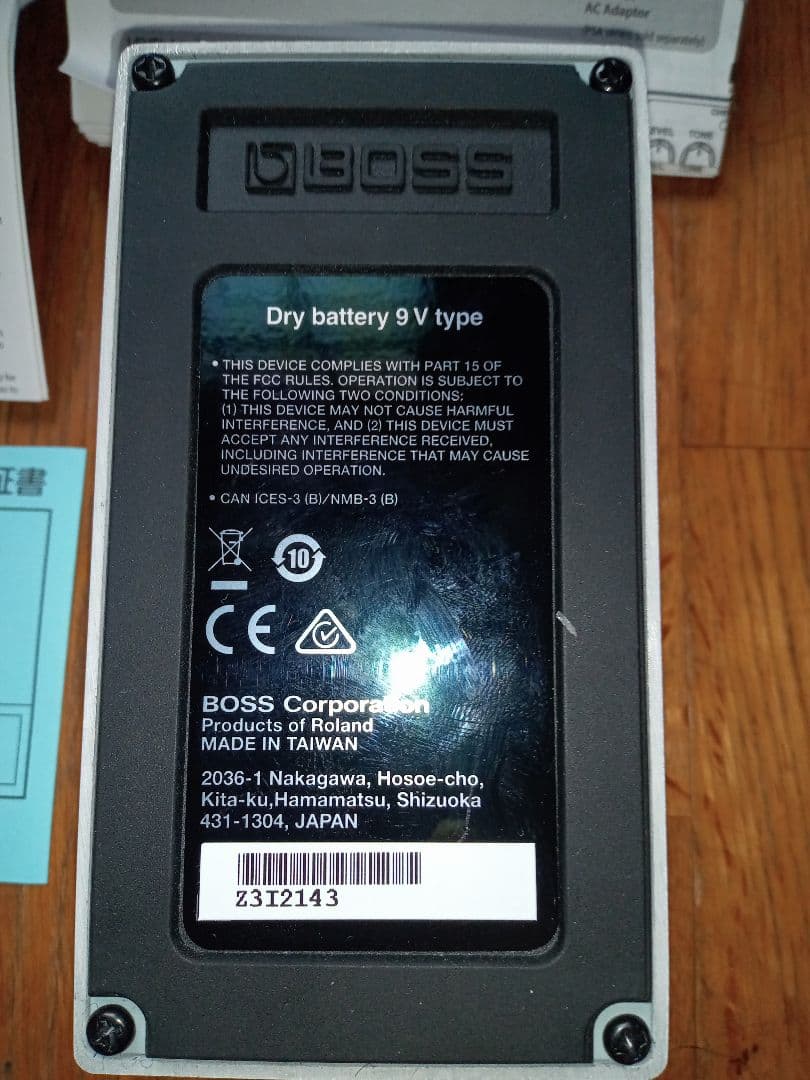 AC Adaptor
LEVEL
TONE
BOSS
Dry battery 9 V type
• THIS DEVICE COMPLIES WITH PART 15 OF
THE FCC RULES. OPERATION IS SUBJECT TO
THE FOLLOWING TWO CONDITIONS:
(1) THIS DEVICE MAY NOT CAUSE HARMFUL
INTERFERENCE, AND (2) THIS DEVICE MUST
ACCEPT ANY INTERFERENCE RECEIVED,
INCLUDING INTERFERENCE THAT MAY CAUSE
UNDESIRED OPERATION.
• CAN ICES-3 (B)/NMB-3 (B)
10
CE
BOSS Corporation
Products of Roland
MADE IN TAIWAN
2036-1 Nakagawa, Hosoe-cho,
Kita-ku,Hamamatsu, Shizuoka
431-1304, JAPAN
Z3I2143
証書